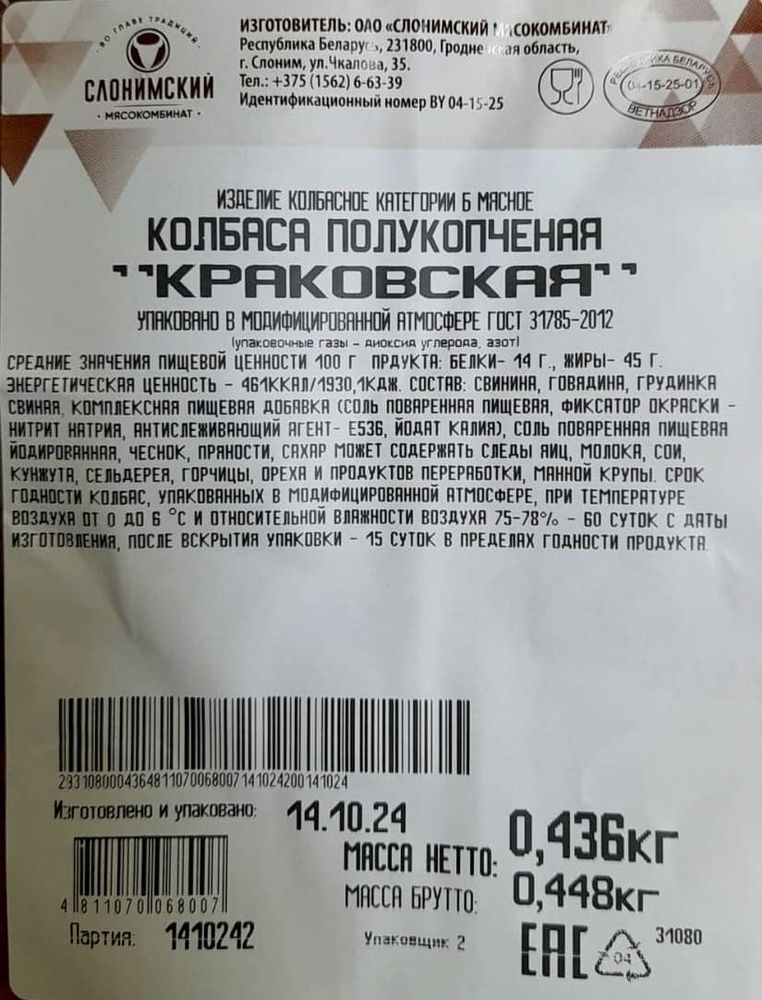 ВО ГЛАВЕ ТРАДИЦИЙ
СЛОНИМСКИЙ
• МЯСОКОМБИНАТ •
ИЗГОТОВИТЕЛЬ: ОАО «СЛОНИМСКИЙ МЯСОКОМБИНАТ»
Республика Беларусь, 231800, Гродненская область,
г. Слоним, ул.Чкалова, 35.
Тел.: +375 (1562) 6-63-39
Идентификационный номер BY 04-15-25
РЕСПУБЛИКА БЕЛАРУСЬ
04-15-25-01
ВЕТНАДЗОР
ИЗДЕЛИЕ КОЛБАСНОЕ КАТЕГОРИИ Б МЯСНОЕ
КОЛБАСА ПОЛУКОПЧЕНАЯ
''КРАКОВСКАЯ''
УПАКОВАНО В МОДИФИЦИРОВАННОЙ АТМОСФЕРЕ ГОСТ 31785-2012
(упаковочные газы – диоксид углерода, азот)
СРЕДНИЕ ЗНАЧЕНИЯ ПИЩЕВОЙ ЦЕННОСТИ 100 Г ПРДУКТА: БЕЛКИ- 14 Г., ЖИРЫ- 45 Г.
ЭНЕРГЕТИЧЕСКАЯ ЦЕННОСТЬ - 461ККАЛ/1930,1КДЖ. СОСТАВ: СВИНИНА, ГОВЯДИНА, ГРУДИНКА
СВИНАЯ, КОМПЛЕКСНАЯ ПИЩЕВАЯ ДОБАВКА (СОЛЬ ПОВАРЕННАЯ ПИЩЕВАЯ, ФИКСАТОР ОКРАСКИ -
НИТРИТ НАТРИЯ, АНТИСЛЕЖИВАЮЩИЙ АГЕНТ- Е536, ЙОДАТ КАЛИЯ), СОЛЬ ПОВАРЕННАЯ ПИЩЕВАЯ
ЙОДИРОВАННАЯ, ЧЕСНОК, ПРЯНОСТИ, САХАР МОЖЕТ СОДЕРЖАТЬ СЛЕДЫ ЯИЦ, МОЛОКА, СОИ,
КУНЖУТА, СЕЛЬДЕРЕЯ, ГОРЧИЦЫ, ОРЕХА И ПРОДУКТОВ ПЕРЕРАБОТКИ, МАННОЙ КРУПЫ. СРОК
ГОДНОСТИ КОЛБАС, УПАКОВАННЫХ В МОДИФИЦИРОВАННОЙ АТМОСФЕРЕ, ПРИ ТЕМПЕРАТУРЕ
ВОЗДУХА ОТ 0 ДО 6 °С И ОТНОСИТЕЛЬНОЙ ВЛАЖНОСТИ ВОЗДУХА 75-78% - 60 СУТОК С ДАТЫ
ИЗГОТОВЛЕНИЯ, ПОСЛЕ ВСКРЫТИЯ УПАКОВКИ - 15 СУТОК В ПРЕДЕЛАХ ГОДНОСТИ ПРОДУКТА.
2931080004364811070068007141024200141024
Изготовлено и упаковано: 14.10.24
МАССА НЕТТО: 0,436кг
МАССА БРУТТО: 0,448кг
4 811070 068007
Партия: 1410242
Упаковщик 2
ЕАС
04
31080